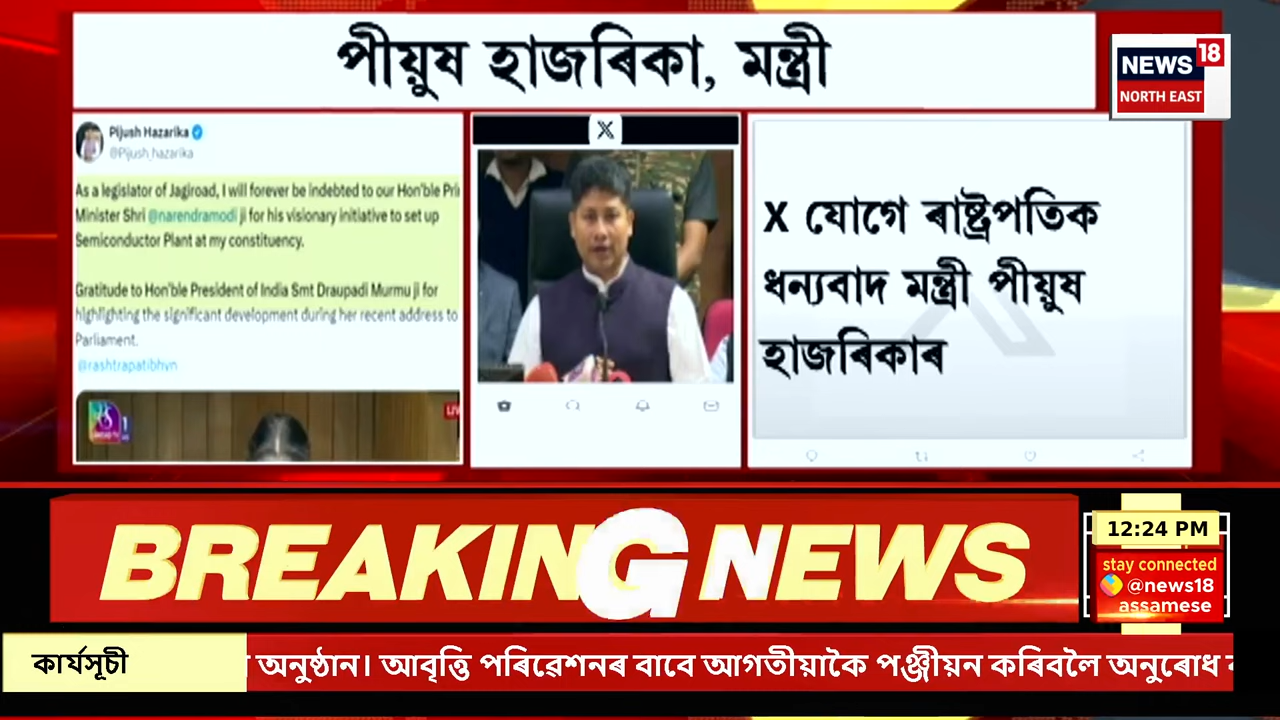 পীয়ুষ হাজৰিকা, মন্ত্ৰী
NEWS 18
NORTH EAST
Pijush Hazarika
@Pijush_hazarika
As a legislator of Jagiroad, I will forever be indebted to our Hon'ble
Minister Shri @narendramodi ji for his visionary initiative to set up
Semiconductor Plant at my constituency.
Gratitude to Hon'ble President of India Smt Draupadi Murmu ji for
highlighting the significant development during her recent address to
Parliament.
@rashtrapatibhvn
X
X যোগে ৰাষ্ট্ৰপতিক
ধন্যবাদ মন্ত্ৰী পীয়ুষ
হাজৰিকাৰ
BREAKING NEWS
12:24 PM
stay connected
@news18
assamese
কাৰ্যসূচী
অনুষ্ঠান। আবৃত্তি পৰিৱেশনৰ বাবে আগতীয়াকৈ পঞ্জীয়ন কৰিবলৈ অনুৰোধ